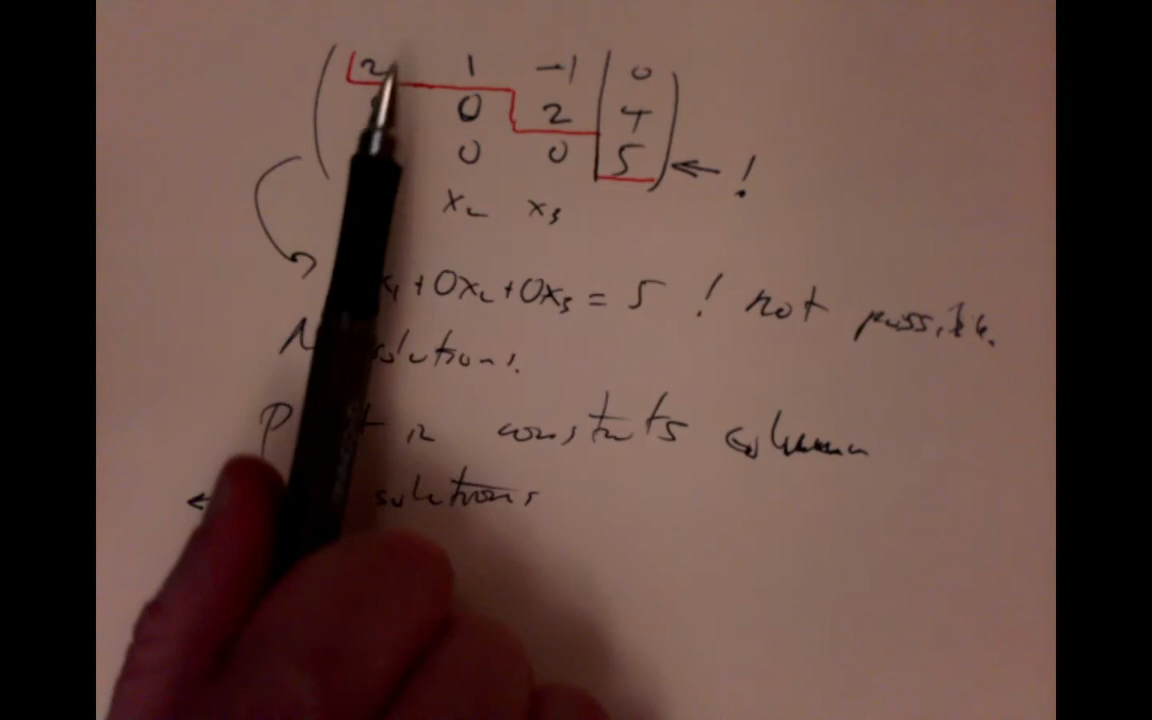 2 1 -1 | 0
0 2 | 4
0 0 | 5 ← !
x₂ x₃
x₁ + 0x₂ + 0x₃ = 5 ! not possible.
solution!
in constants column
← solutions